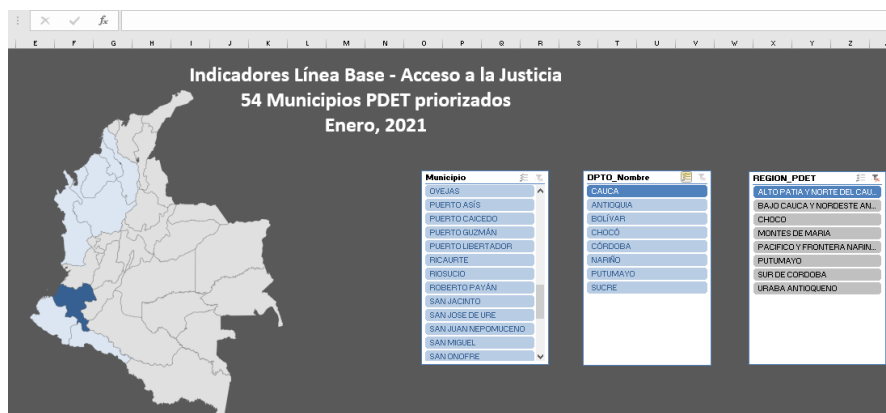 fx
E F G H I J K L M N O P Q R S T U V W X Y Z
Indicadores Línea Base - Acceso a la Justicia
54 Municipios PDET priorizados
Enero, 2021
Municipio
OVEJAS
PUERTO ASÍS
PUERTO CAICEDO
PUERTO GUZMÁN
PUERTO LIBERTADOR
RICAURTE
RIOSUCIO
ROBERTO PAYÁN
SAN JACINTO
SAN JOSE DE URE
SAN JUAN NEPOMUCENO
SAN MIGUEL
SAN ONOFRE
DPTO_Nombre
CAUCA
ANTIOQUIA
BOLÍVAR
CHOCÓ
CÓRDOBA
NARIÑO
PUTUMAYO
SUCRE
REGION_PDET
ALTO PATIA Y NORTE DEL CAU...
BAJO CAUCA Y NORDESTE AN...
CHOCO
MONTES DE MARIA
PACIFICO Y FRONTERA NARIN...
PUTUMAYO
SUR DE CORDOBA
URABA ANTIOQUENO